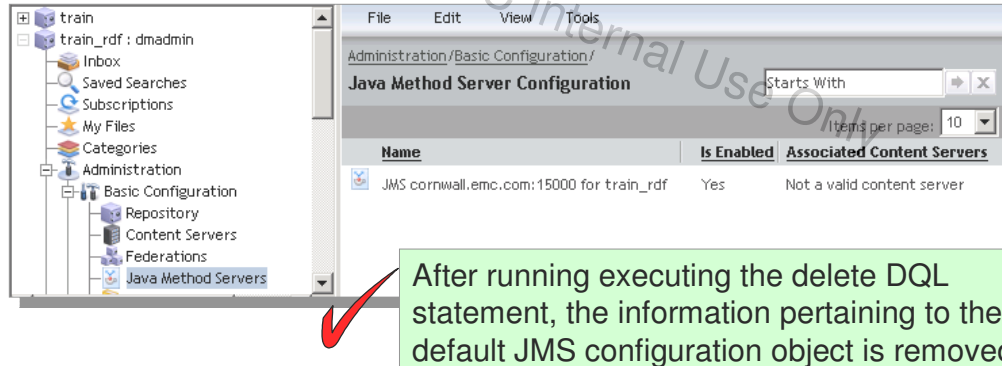 train
train_rdf : dmadmin
Inbox
Saved Searches
Subscriptions
My Files
Categories
Administration
Basic Configuration
Repository
Content Servers
Federations
Java Method Servers
File Edit View Tools
Administration/Basic Configuration/
Java Method Server Configuration
Starts With
Items per page: 10
Name Is Enabled Associated Content Servers
JMS cornwall.emc.com:15000 for train_rdf Yes Not a valid content server
Internal Use Only
After running executing the delete DQL
statement, the information pertaining to the
default JMS configuration object is removed